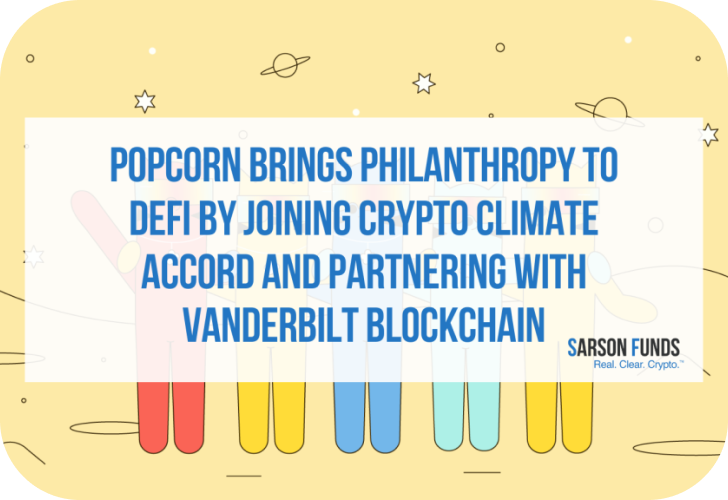 POPCORN BRINGS PHILANTHROPY TO
DEFI BY JOINING CRYPTO CLIMATE
ACCORD AND PARTNERING WITH
VANDERBILT BLOCKCHAIN
SARSON FUNDS
Real. Clear. Crypto.™